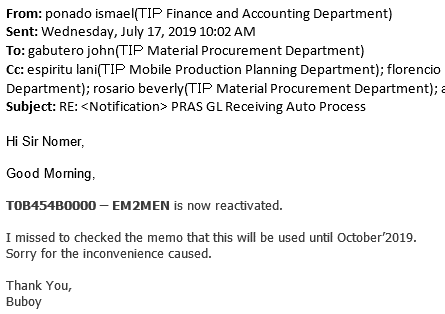 From: ponado ismael(TIP Finance and Accounting Department)
Sent: Wednesday, July 17, 2019 10:02 AM
To: gabutero john(TIP Material Procurement Department)
Cc: espiritu lani(TIP Mobile Production Planning Department); florencio
Department); rosario beverly(TIP Material Procurement Department); a
Subject: RE: <Notification> PRAS GL Receiving Auto Process
Hi Sir Nomer,
Good Morning,
T0B454B0000 – EM2MEN is now reactivated.
I missed to checked the memo that this will be used until October'2019.
Sorry for the inconvenience caused.
Thank You,
Buboy